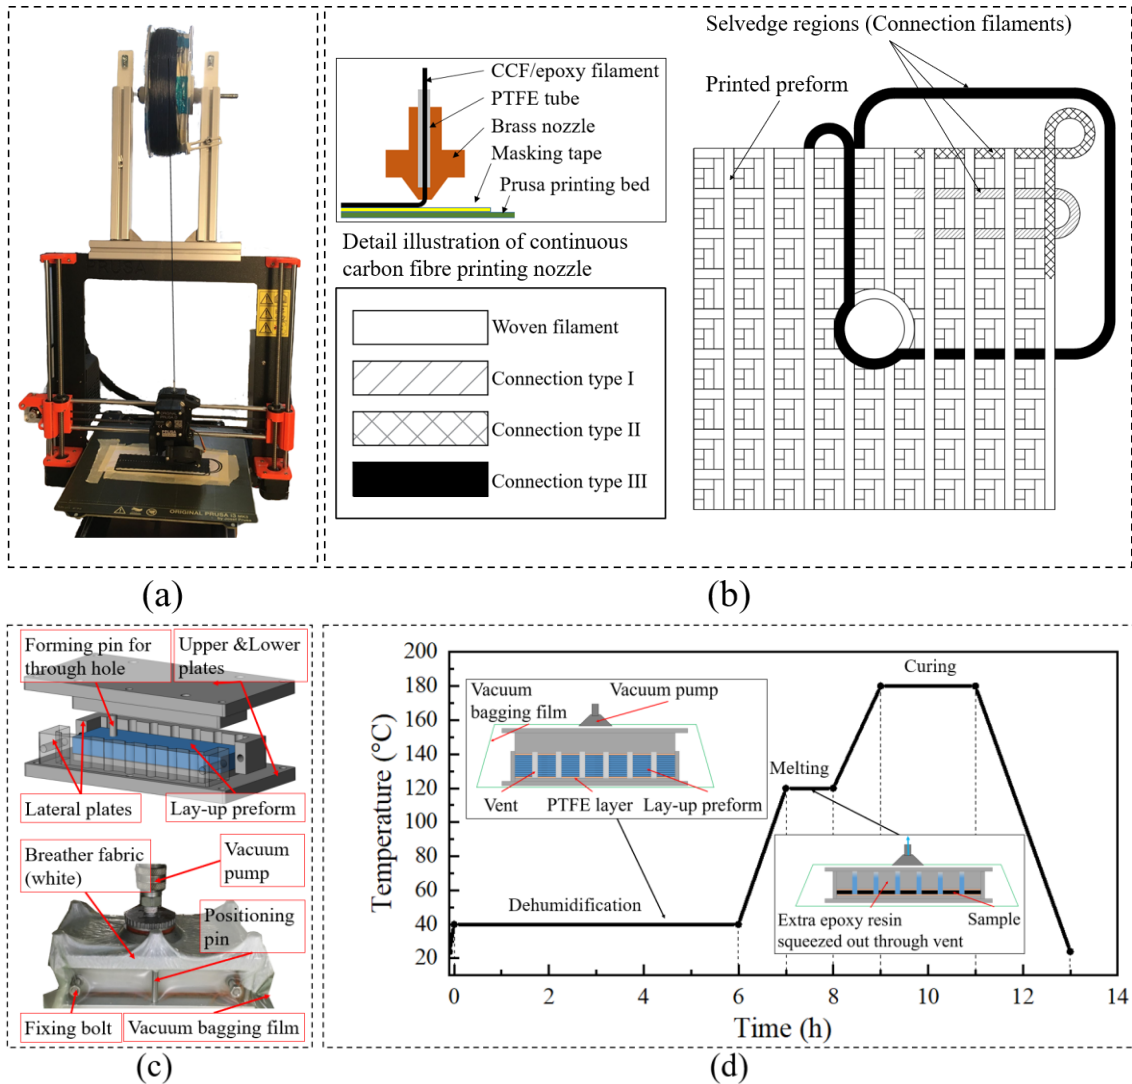 ORIGINAL PRUSA
(a)
Selvedge regions (Connection filaments)
Printed preform
CCF/epoxy filament
PTFE tube
Brass nozzle
Masking tape
Prusa printing bed
Detail illustration of continuous
carbon fibre printing nozzle
Woven filament
Connection type I
Connection type II
Connection type III
(b)
Forming pin for
through hole
Upper &Lower
plates
Lateral plates
Lay-up preform
Breather fabric
(white)
Vacuum
pump
Positioning
pin
Fixing bolt
Vacuum bagging film
(c)
Temperature (°C)
200
180
160
140
120
100
80
60
40
20
0
2
4
6
8
10
12
14
Time (h)
Dehumidification
Melting
Curing
Vacuum
bagging film
Vacuum pump
Vent
PTFE layer
Lay-up preform
Extra epoxy resin
squeezed out through vent
Sample
(d)